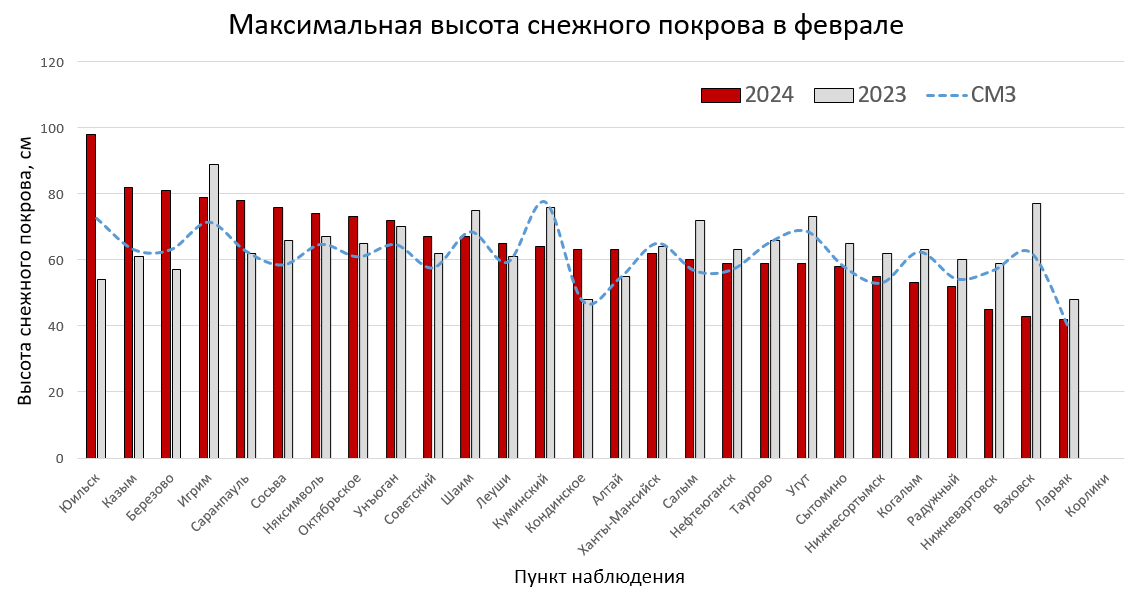 Максимальная высота снежного покрова в феврале
2024
2023
СМЗ
Высота снежного покрова, см
120
100
80
60
40
20
0
Юильск
Казым
Березово
Игрим
Саранпауль
Сосьва
Няксимволь
Октябрьское
Унъюган
Советский
Шаим
Леуши
Куминский
Кондинское
Алтай
Ханты-Мансийск
Салым
Нефтеюганск
Таурово
Угут
Сытомино
Нижнесортымск
Когалым
Радужный
Нижневартовск
Ваховск
Ларьяк
Корлики
Пункт наблюдения